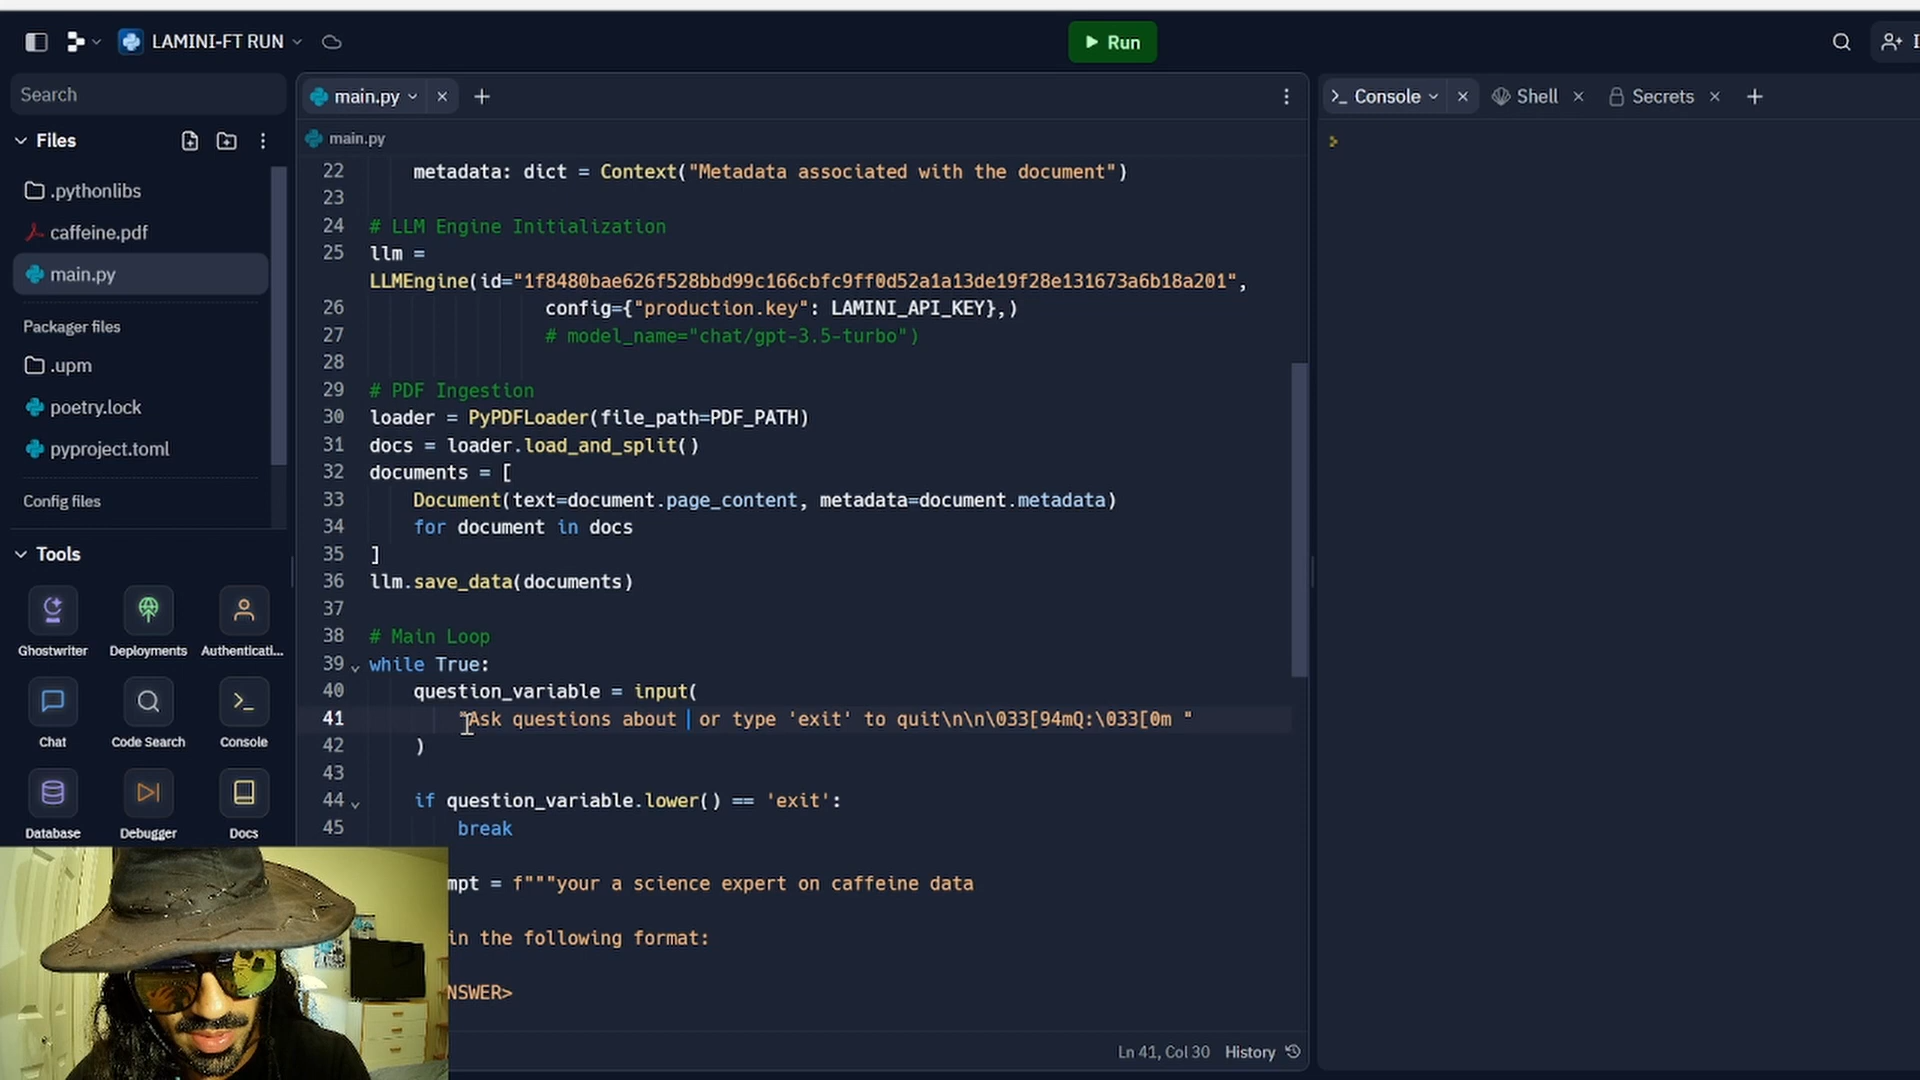 LAMINI-FT RUN
Run
Search
Files
.pythonlibs
caffeine.pdf
main.py
Packager files
.upm
poetry.lock
pyproject.toml
Config files
Tools
Ghostwriter
Deployments
Authenticati...
Chat
Code Search
Console
Database
Debugger
Docs
main.py
main.py
22 metadata: dict = Context("Metadata associated with the document")
23
24 # LLM Engine Initialization
25 llm =
LLMEngine(id="1f8480bae626f528bbd99c166cbfc9ff0d52a1a13de19f28e131673a6b18a201",
26 config={"production.key": LAMINI_API_KEY},)
27 # model_name="chat/gpt-3.5-turbo")
28
29 # PDF Ingestion
30 loader = PyPDFLoader(file_path=PDF_PATH)
31 docs = loader.load_and_split()
32 documents = [
33 Document(text=document.page_content, metadata=document.metadata)
34 for document in docs
35 ]
36 llm.save_data(documents)
37
38 # Main Loop
39 while True:
40 question_variable = input(
41 "Ask questions about  or type 'exit' to quit\n\n\033[94mQ:\033[0m "
42 )
43
44 if question_variable.lower() == 'exit':
45 break
mpt = f"""your a science expert on caffeine data
in the following format:
NSWER>
Ln 41, Col 30 History
Console
Shell
Secrets